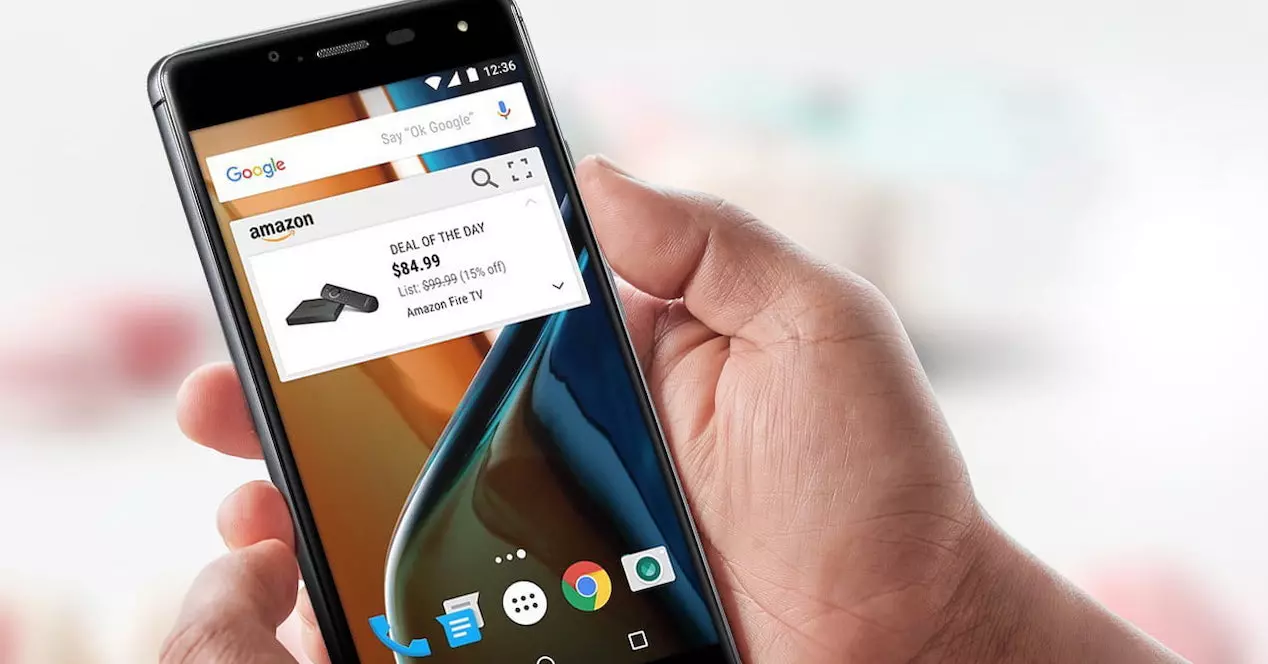 12:36
Google
Say "Ok Google"
amazon
DEAL OF THE DAY
$84.99
List: $99.99 (15% off)
Amazon Fire TV